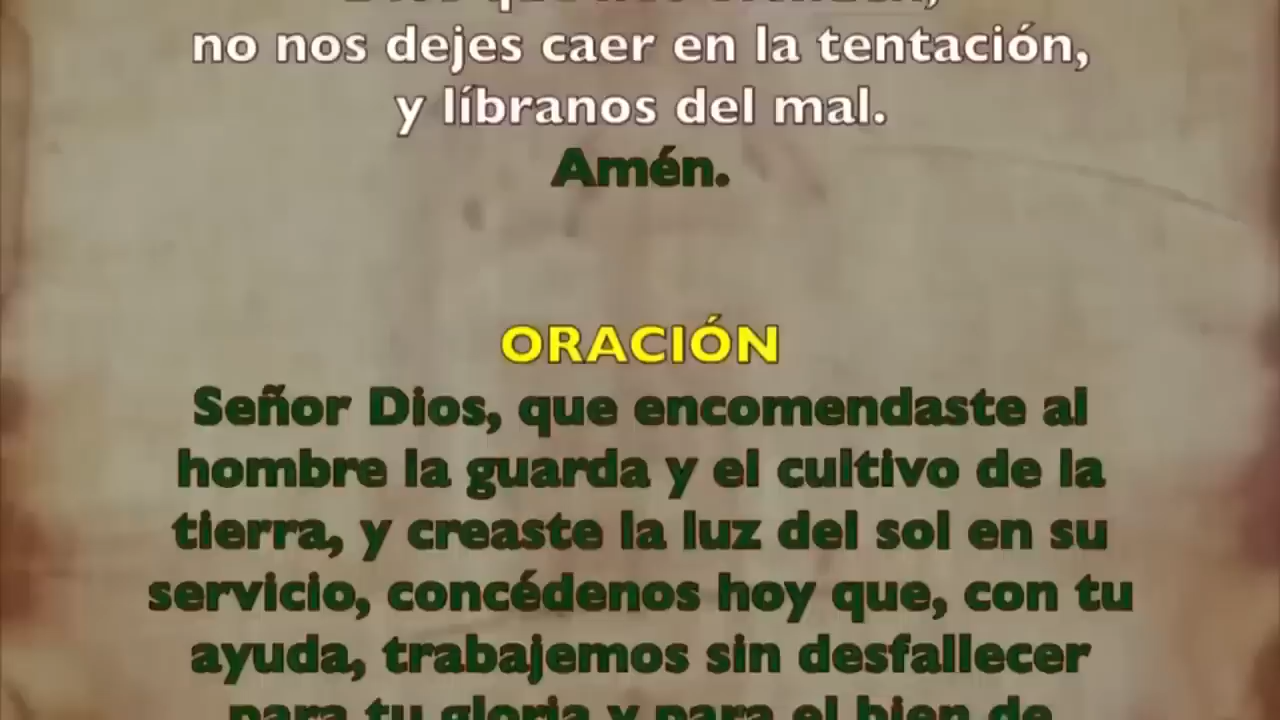 no nos dejes caer en la tentación,
y líbranos del mal.
Amén.
ORACIÓN
Señor Dios, que encomendaste al
hombre la guarda y el cultivo de la
tierra, y creaste la luz del sol en su
servicio, concédenos hoy que, con tu
ayuda, trabajemos sin desfallecer
para tu gloria y para el bien de